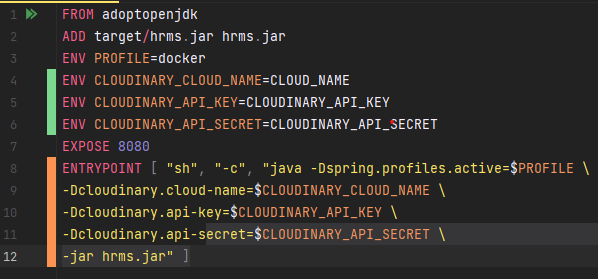 1 FROM adoptopenjdk
2 ADD target/hrms.jar hrms.jar
3 ENV PROFILE=docker
4 ENV CLOUDINARY_CLOUD_NAME=CLOUD_NAME
5 ENV CLOUDINARY_API_KEY=CLOUDINARY_API_KEY
6 ENV CLOUDINARY_API_SECRET=CLOUDINARY_API_SECRET
7 EXPOSE 8080
8 ENTRYPOINT [ "sh", "-c", "java -Dspring.profiles.active=$PROFILE \
9 -Dcloudinary.cloud-name=$CLOUDINARY_CLOUD_NAME \
10 -Dcloudinary.api-key=$CLOUDINARY_API_KEY \
11 -Dcloudinary.api-secret=$CLOUDINARY_API_SECRET \
12 -jar hrms.jar" ]